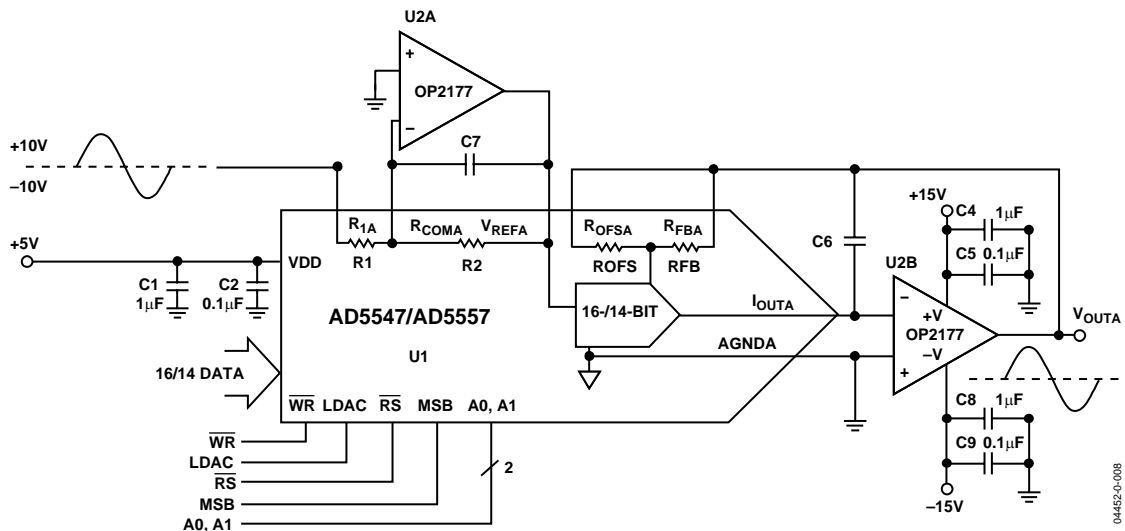 U2A
+
OP2177
−
C7
+10V
−10V
+5V
C1
1µF
C2
0.1µF
VDD
R1A
R1
RCOMA
VREFA
R2
ROFSA
ROFS
RFBA
RFB
C6
+15V
C4
1µF
C5
0.1µF
U2B
16-/14-BIT
IOUTA
−
+V
OP2177
−V
+
VOUTA
AD5547/AD5557
U1
AGNDA
16/14 DATA
WR
LDAC
RS
MSB
A0, A1
WR
LDAC
RS
MSB
A0, A1
2
C8
1µF
C9
0.1µF
−15V
04452-0-008